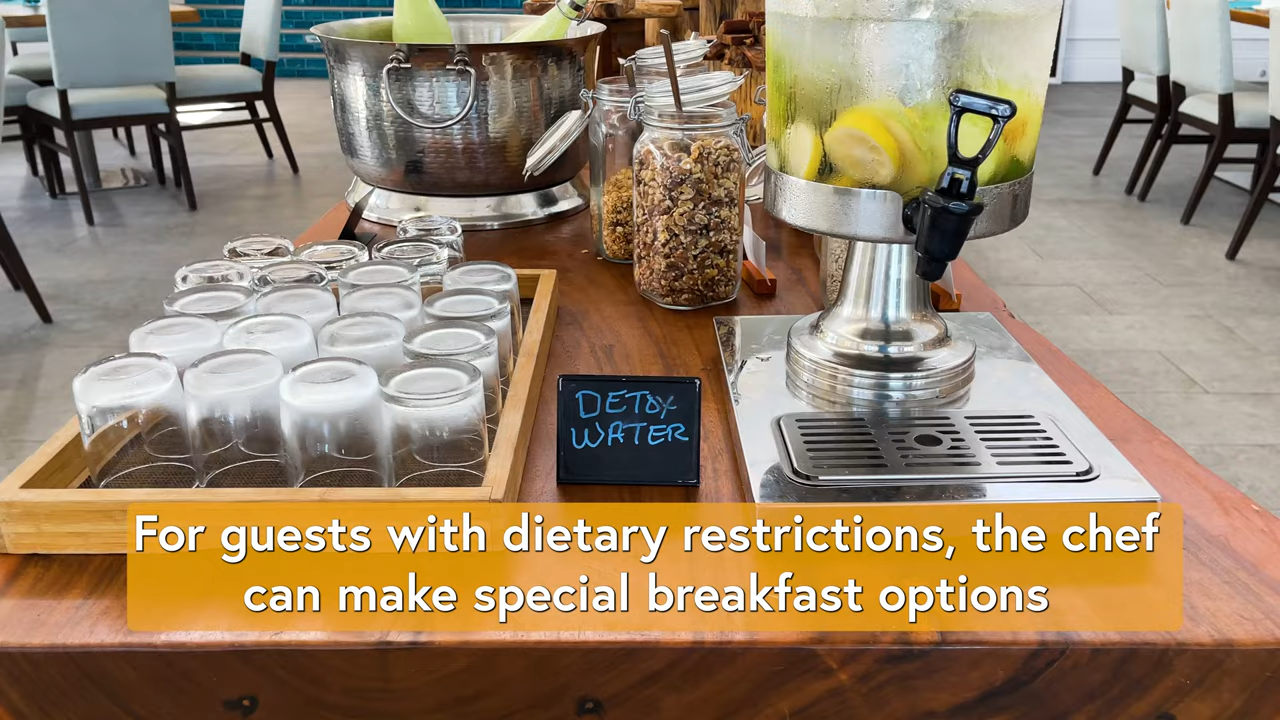 DETOX
WATER
For guests with dietary restrictions, the chef
can make special breakfast options